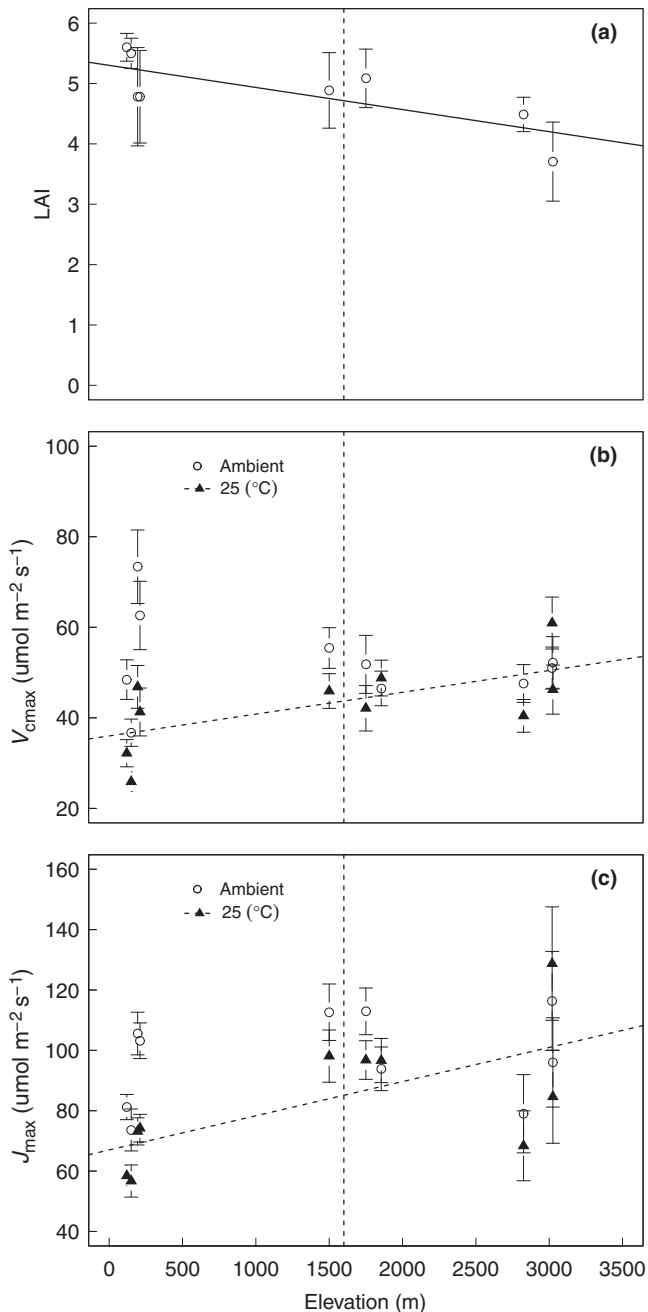 6
(a)
5
4
LAI
3
2
1
0
100
(b)
Ambient
25 (°C)
80
Vcmax (umol m−2 s−1)
60
40
20
160
(c)
Ambient
25 (°C)
140
120
Jmax (umol m−2 s−1)
100
80
60
40
0 500 1000 1500 2000 2500 3000 3500
Elevation (m)